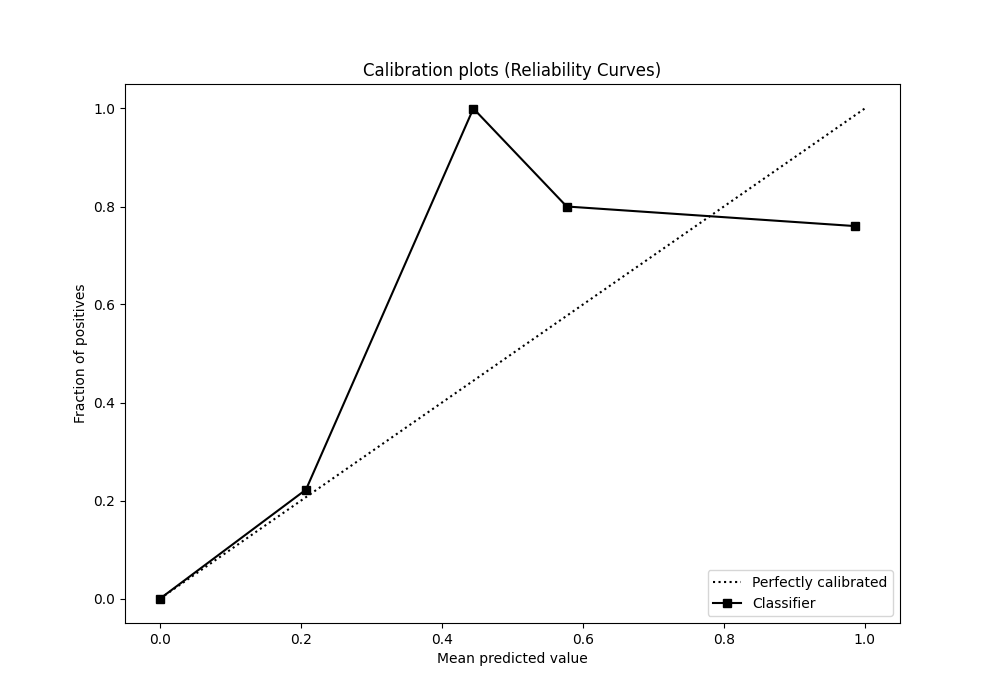 Calibration plots (Reliability Curves)
1.0
0.8
0.6
0.4
0.2
0.0
Fraction of positives
0.0 0.2 0.4 0.6 0.8 1.0
Mean predicted value
Perfectly calibrated
Classifier